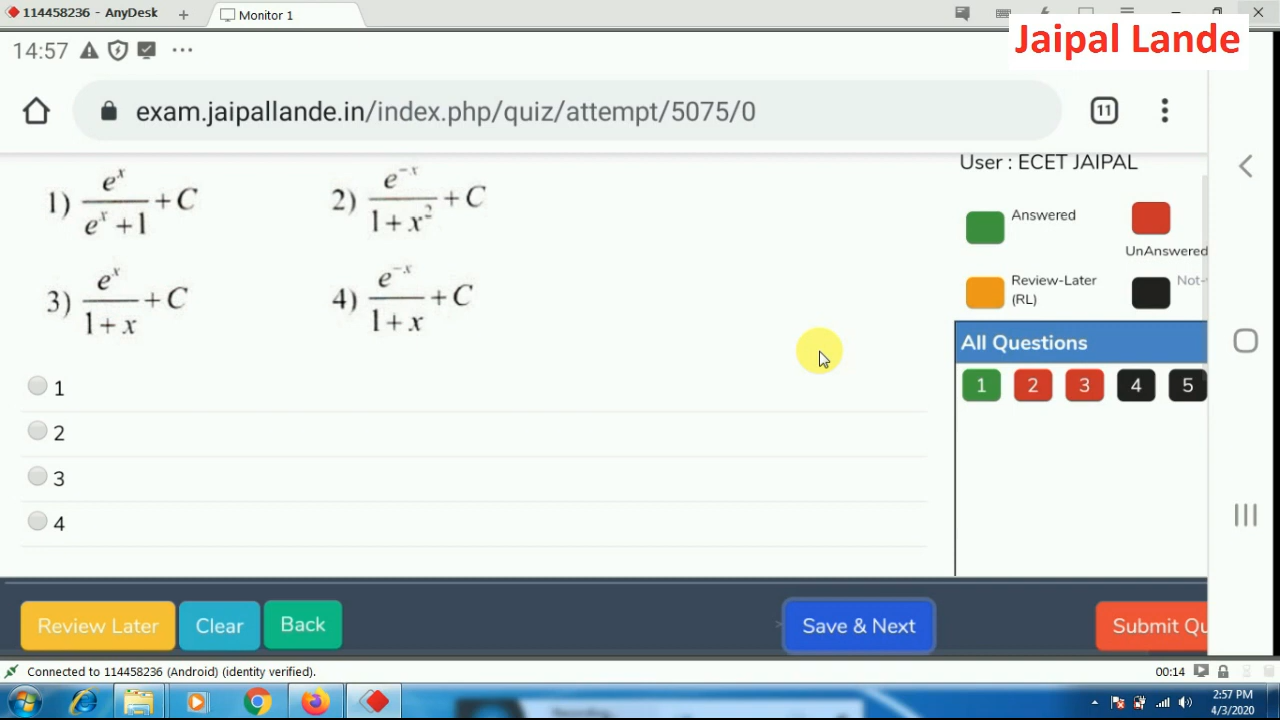 114458236 - AnyDesk
Monitor 1
Jaipal Lande
14:57
exam.jaipallande.in/index.php/quiz/attempt/5075/0
11
User : ECET JAIPAL
1) e^x / (e^x + 1) + C
2) e^-x / (1 + x^2) + C
3) e^x / (1 + x) + C
4) e^-x / (1 + x) + C
Answered
UnAnswered
Review-Later (RL)
Not-
All Questions
1 2 3 4 5
1
2
3
4
Review Later
Clear
Back
Save & Next
Submit Qu
Connected to 114458236 (Android) (identity verified).
00:14
2:57 PM
4/3/2020